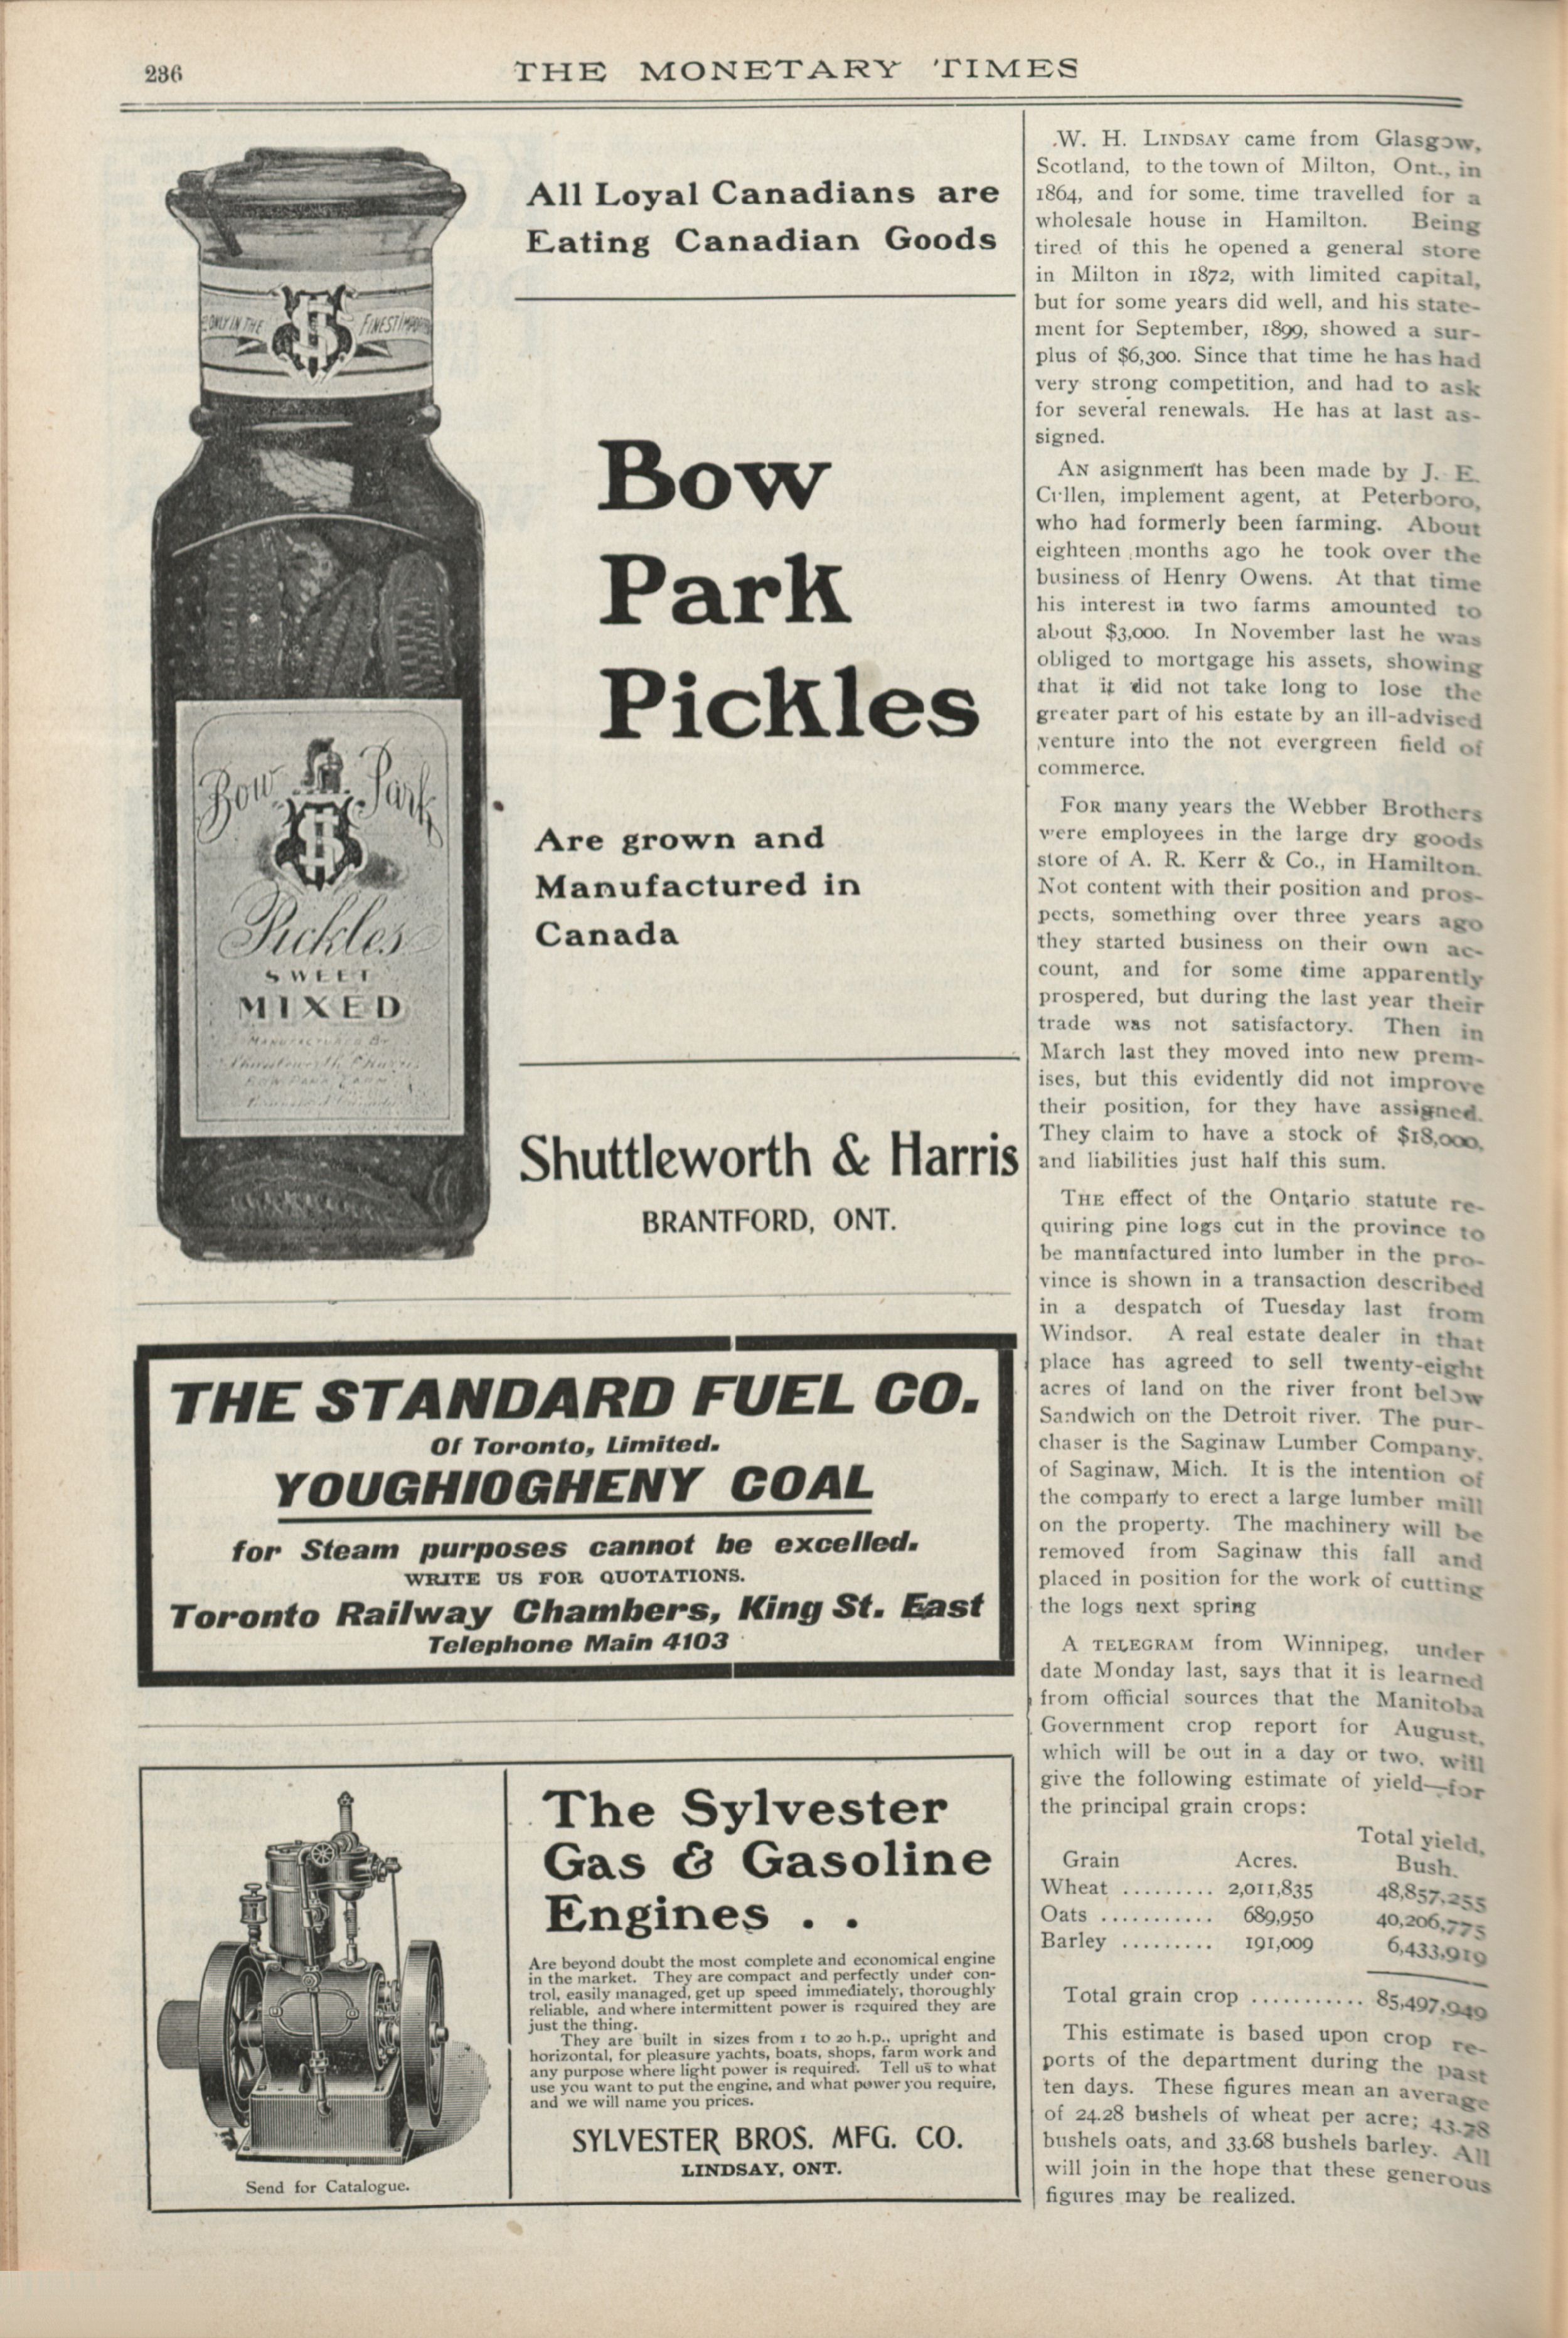 236
THE MONETARY TIMES
ONLY IN THE
FINEST
All Loyal Canadians are
Eating Canadian Goods
Bow
Park
Pickles
Bow Park
Pickles
SWEET
MIXED
MANUFACTURED BY
Are grown and
Manufactured in
Canada
Shuttleworth & Harris
BRANTFORD, ONT.
THE STANDARD FUEL CO.
Of Toronto, Limited.
YOUGHIOGHENY COAL
for Steam purposes cannot be excelled.
WRITE US FOR QUOTATIONS.
Toronto Railway Chambers, King St. East
Telephone Main 4103
Send for Catalogue.
The Sylvester
Gas & Gasoline
Engines . .
Are beyond doubt the most complete and economical engine
in the market. They are compact and perfectly under con-
trol, easily managed, get up speed immediately, thoroughly
reliable, and where intermittent power is required they are
just the thing.
They are built in sizes from 1 to 20 h.p., upright and
horizontal, for pleasure yachts, boats, shops, farm work and
any purpose where light power is required. Tell us to what
use you want to put the engine, and what power you require,
and we will name you prices.
SYLVESTER BROS. MFG. CO.
LINDSAY, ONT.
W. H. LINDSAY came from Glasgow,
Scotland, to the town of Milton, Ont., in
1864, and for some. time travelled for a
wholesale house in Hamilton. Being
tired of this he opened a general store
in Milton in 1872, with limited capital,
but for some years did well, and his state-
ment for September, 1899, showed a sur-
plus of $6,300. Since that time he has had
very strong competition, and had to ask
for several renewals. He has at last as-
signed.
AN asignment has been made by J. E.
Cullen, implement agent, at Peterboro,
who had formerly been farming. About
eighteen months ago he took over the
business of Henry Owens. At that time
his interest in two farms amounted to
about $3,000. In November last he was
obliged to mortgage his assets, showing
that it did not take long to lose the
greater part of his estate by an ill-advised
venture into the not evergreen field of
commerce.
FOR many years the Webber Brothers
were employees in the large dry goods
store of A. R. Kerr & Co., in Hamilton.
Not content with their position and pros-
pects, something over three years ago
they started business on their own ac-
count, and for some time apparently
prospered, but during the last year their
trade was not satisfactory. Then in
March last they moved into new prem-
ises, but this evidently did not improve
their position, for they have assigned.
They claim to have a stock of $18,000,
and liabilities just half this sum.
THE effect of the Ontario statute re-
quiring pine logs cut in the province to
be manufactured into lumber in the pro-
vince is shown in a transaction described
in a despatch of Tuesday last from
Windsor. A real estate dealer in that
place has agreed to sell twenty-eight
acres of land on the river front below
Sandwich on the Detroit river. The pur-
chaser is the Saginaw Lumber Company,
of Saginaw, Mich. It is the intention of
the company to erect a large lumber mill
on the property. The machinery will be
removed from Saginaw this fall and
placed in position for the work of cutting
the logs next spring
A TELEGRAM from Winnipeg, under
date Monday last, says that it is learned
from official sources that the Manitoba
Government crop report for August,
which will be out in a day or two, will
give the following estimate of yield—for
the principal grain crops:
Total yield,
Grain Acres. Bush.
Wheat ......... 2,011,835 48,857,255
Oats ........... 689,950 40,206,775
Barley ......... 191,009 6,433,919
Total grain crop ........... 85,497,949
This estimate is based upon crop re-
ports of the department during the past
ten days. These figures mean an average
of 24.28 bushels of wheat per acre; 43.78
bushels oats, and 33.68 bushels barley. All
will join in the hope that these generous
figures may be realized.